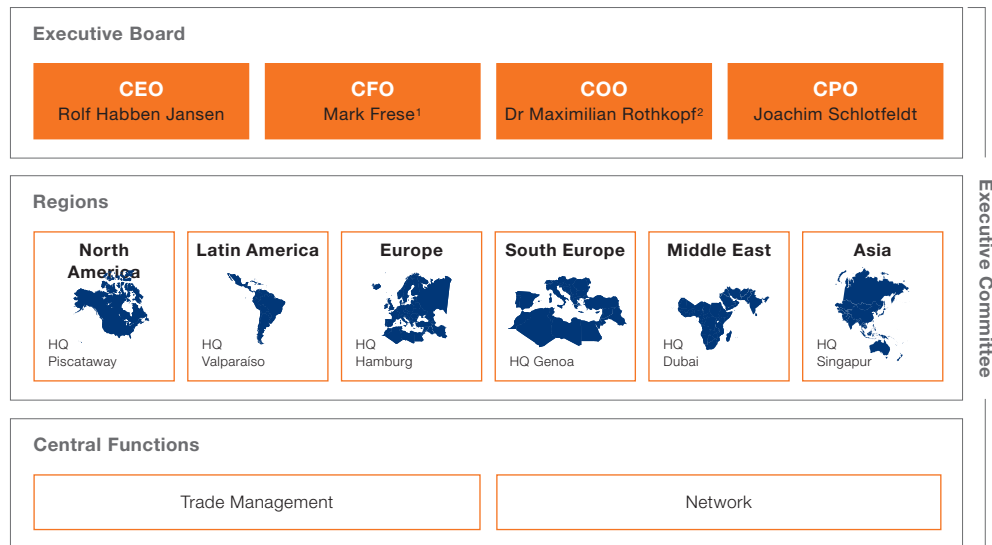 Executive Board
CEO
Rolf Habben Jansen
CFO
Mark Frese¹
COO
Dr Maximilian Rothkopf²
CPO
Joachim Schlotfeldt
Regions
North
America
HQ
Piscataway
Latin America
HQ
Valparaíso
Europe
HQ
Hamburg
South Europe
HQ Genoa
Middle East
HQ
Dubai
Asia
HQ
Singapur
Central Functions
Trade Management
Network
Executive Committee